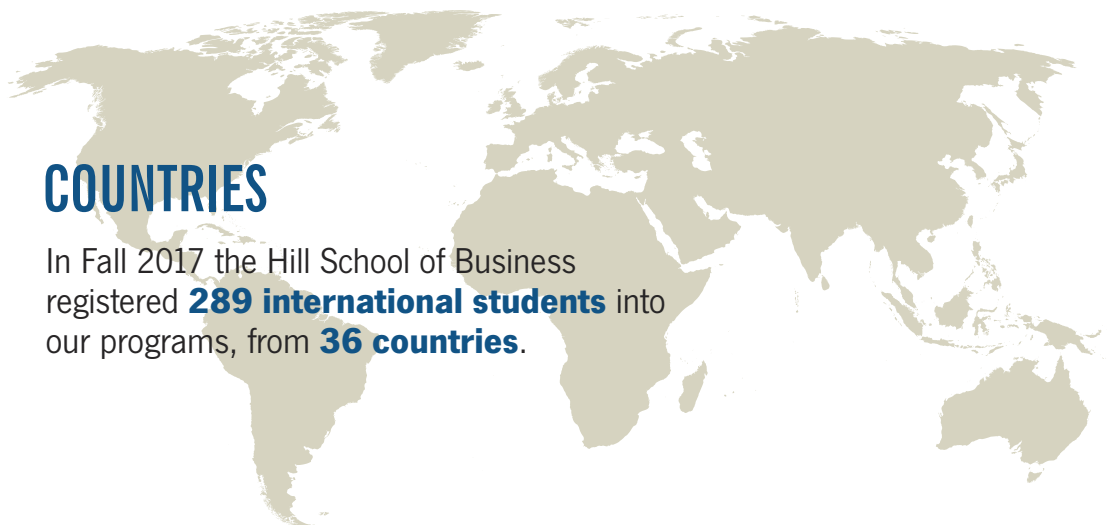 COUNTRIES
In Fall 2017 the Hill School of Business
registered 289 international students into
our programs, from 36 countries.